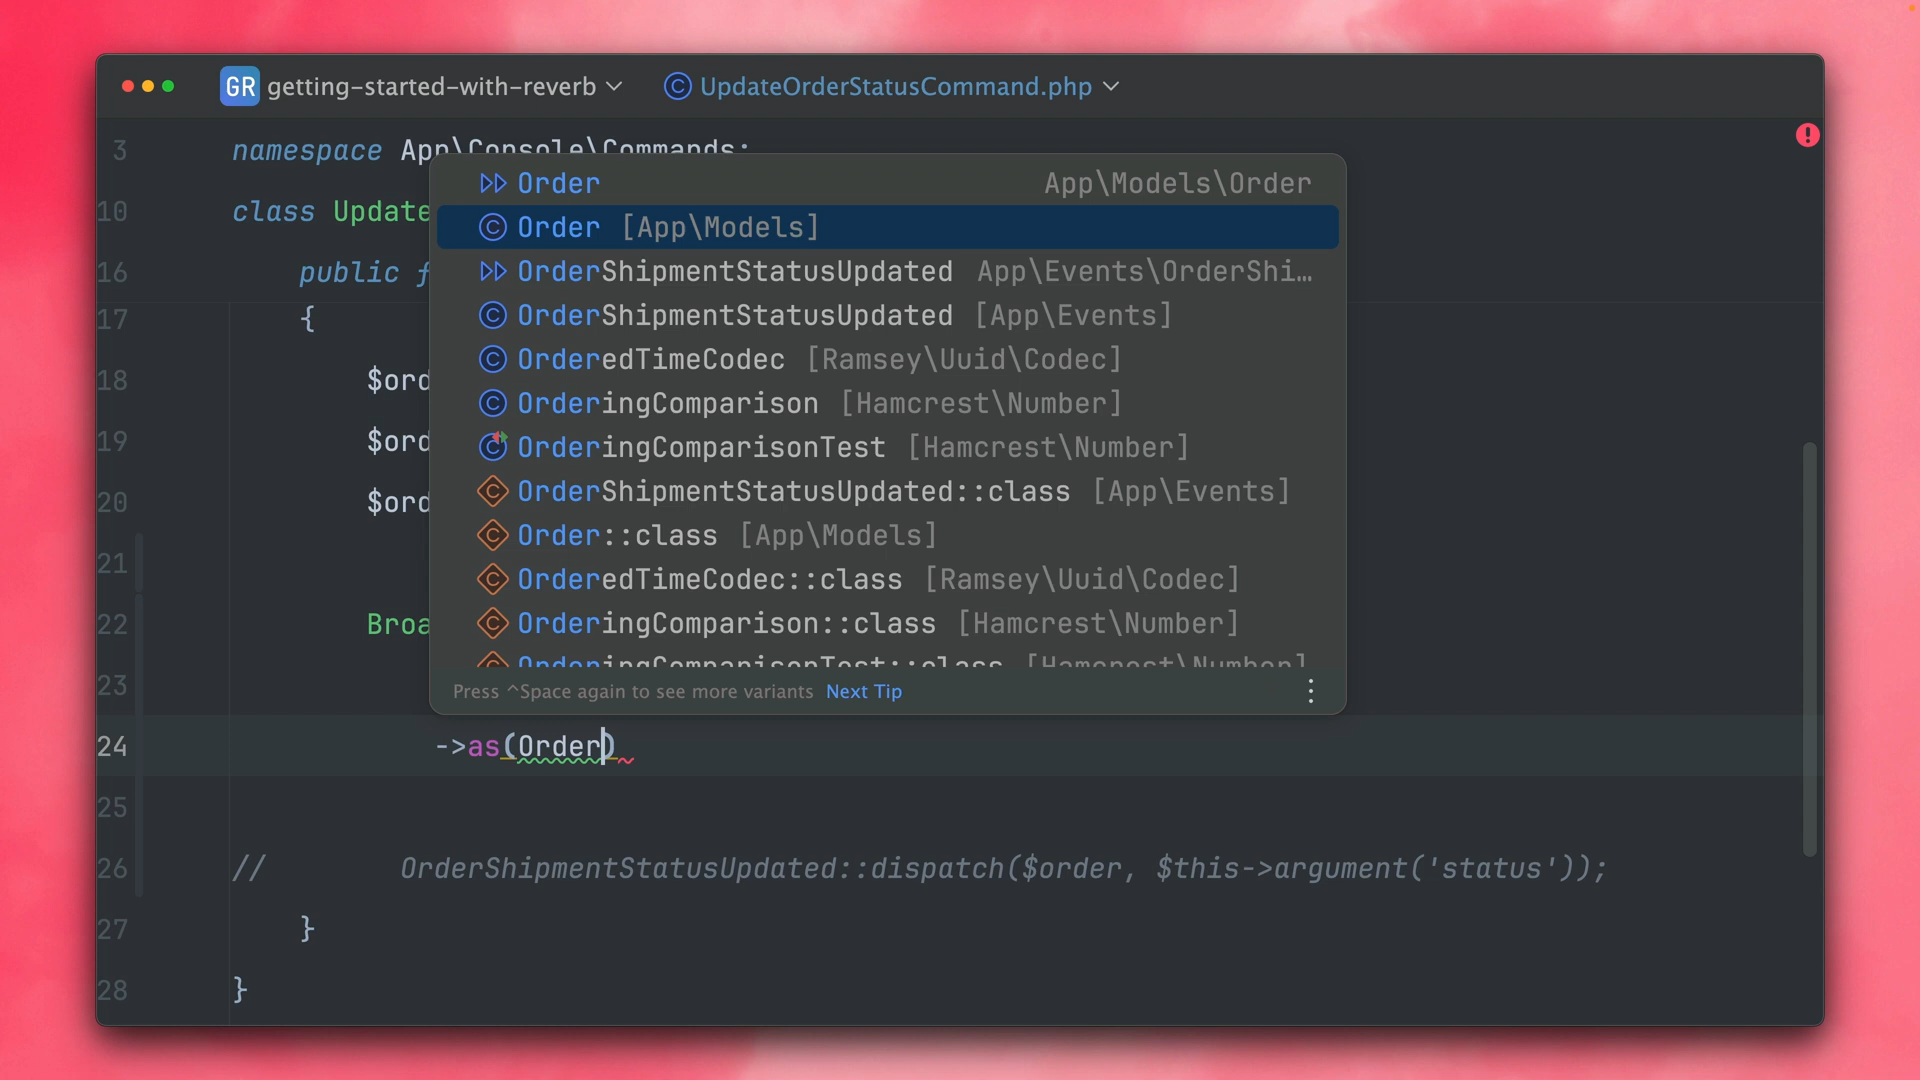 GR getting-started-with-reverb UpdateOrderStatusCommand.php
3 namespace App\Console\Commands;
Order App\Models\Order
10 class Update
Order [App\Models]
16 public f
OrderShipmentStatusUpdated App\Events\OrderShi…
17 {
OrderShipmentStatusUpdated [App\Events]
OrderedTimeCodec [Ramsey\Uuid\Codec]
18 $ord
OrderingComparison [Hamcrest\Number]
19 $ord
OrderingComparisonTest [Hamcrest\Number]
20 $ord
OrderShipmentStatusUpdated::class [App\Events]
Order::class [App\Models]
21
OrderedTimeCodec::class [Ramsey\Uuid\Codec]
22 Broa
OrderingComparison::class [Hamcrest\Number]
OrderingComparisonTest::class [Hamcrest\Number]
23
Press ^Space again to see more variants Next Tip
24 ->as(Order)
25
26 // OrderShipmentStatusUpdated::dispatch($order, $this->argument('status'));
27 }
28 }